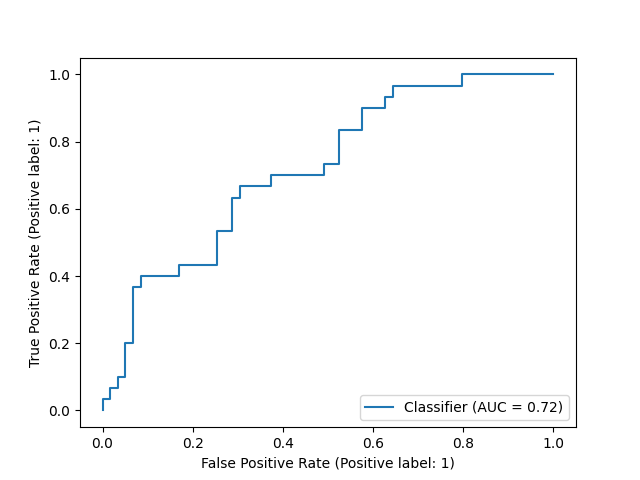 1.0
0.8
0.6
0.4
0.2
0.0
True Positive Rate (Positive label: 1)
Classifier (AUC = 0.72)
0.0 0.2 0.4 0.6 0.8 1.0
False Positive Rate (Positive label: 1)